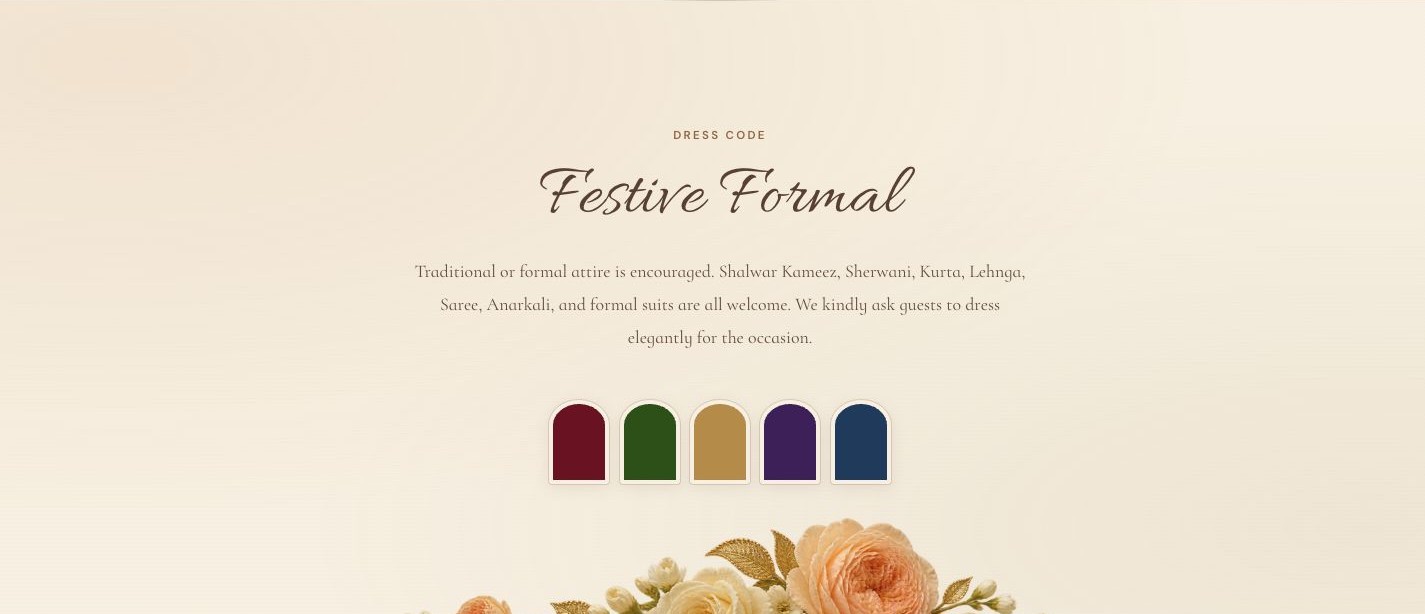 DRESS CODE
Festive Formal
Traditional or formal attire is encouraged. Shalwar Kameez, Sherwani, Kurta, Lehnga,
Saree, Anarkali, and formal suits are all welcome. We kindly ask guests to dress
elegantly for the occasion.